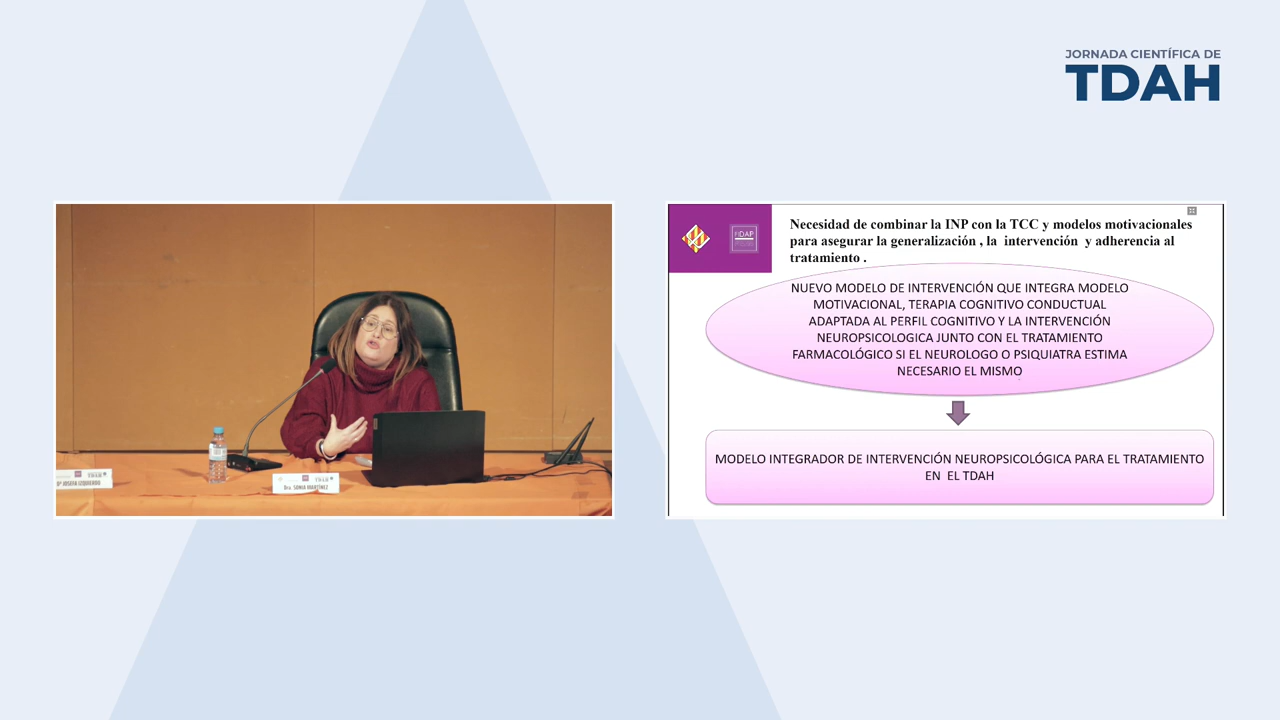 JORNADA CIENTÍFICA DE
TDAH
Necesidad de combinar la INP con la TCC y modelos motivacionales
para asegurar la generalización , la intervención y adherencia al
tratamiento .
NUEVO MODELO DE INTERVENCIÓN QUE INTEGRA MODELO
MOTIVACIONAL, TERAPIA COGNITIVO CONDUCTUAL
ADAPTADA AL PERFIL COGNITIVO Y LA INTERVENCIÓN
NEUROPSICOLOGICA JUNTO CON EL TRATAMIENTO
FARMACOLÓGICO SI EL NEUROLOGO O PSIQUIATRA ESTIMA
NECESARIO EL MISMO
MODELO INTEGRADOR DE INTERVENCIÓN NEUROPSICOLÓGICA PARA EL TRATAMIENTO
EN EL TDAH
Dra. SONIA MARTÍNEZ